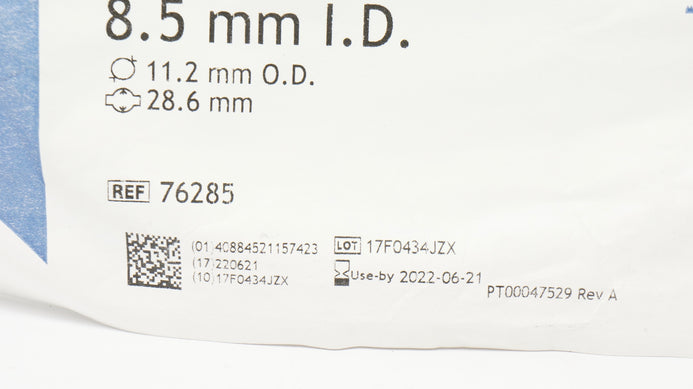 8.5 mm I.D.
11.2 mm O.D.
28.6 mm
REF 76285
(01)40884521157423
(17)220621
(10)17F0434JZX
LOT 17F0434JZX
Use-by 2022-06-21
PT00047529 Rev A